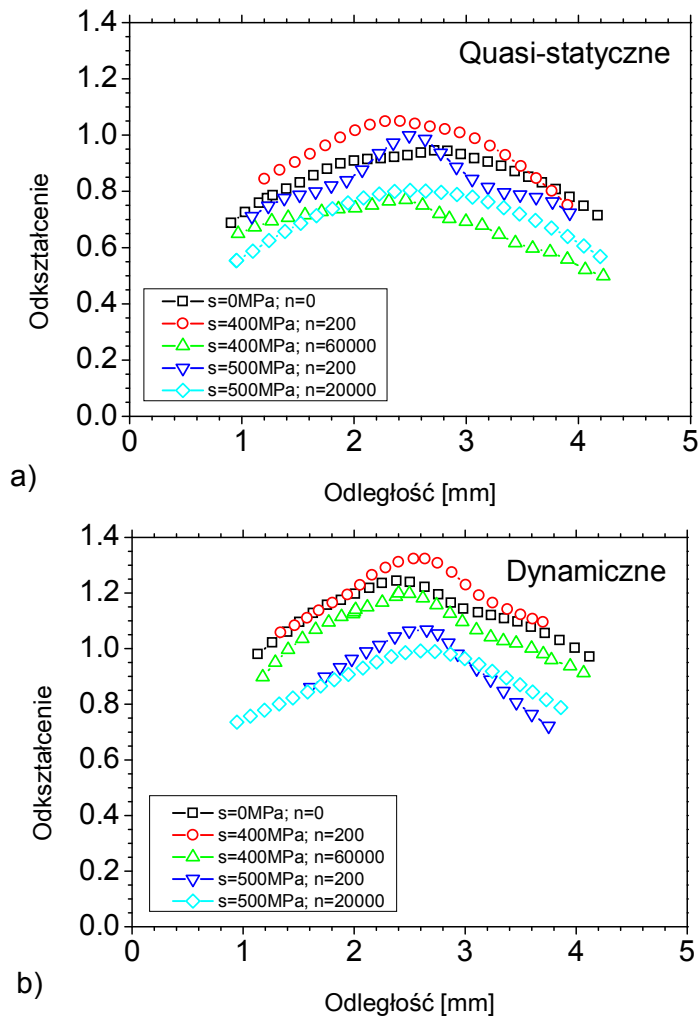 1.4
Quasi-statyczne
1.2
1.0
0.8
0.6
0.4
0.2
0.0
Odkształcenie
s=0MPa; n=0
s=400MPa; n=200
s=400MPa; n=60000
s=500MPa; n=200
s=500MPa; n=20000
0 1 2 3 4 5
a)
Odległość [mm]
1.4
Dynamiczne
1.2
1.0
0.8
0.6
0.4
0.2
0.0
Odkształcenie
s=0MPa; n=0
s=400MPa; n=200
s=400MPa; n=60000
s=500MPa; n=200
s=500MPa; n=20000
0 1 2 3 4 5
b)
Odległość [mm]